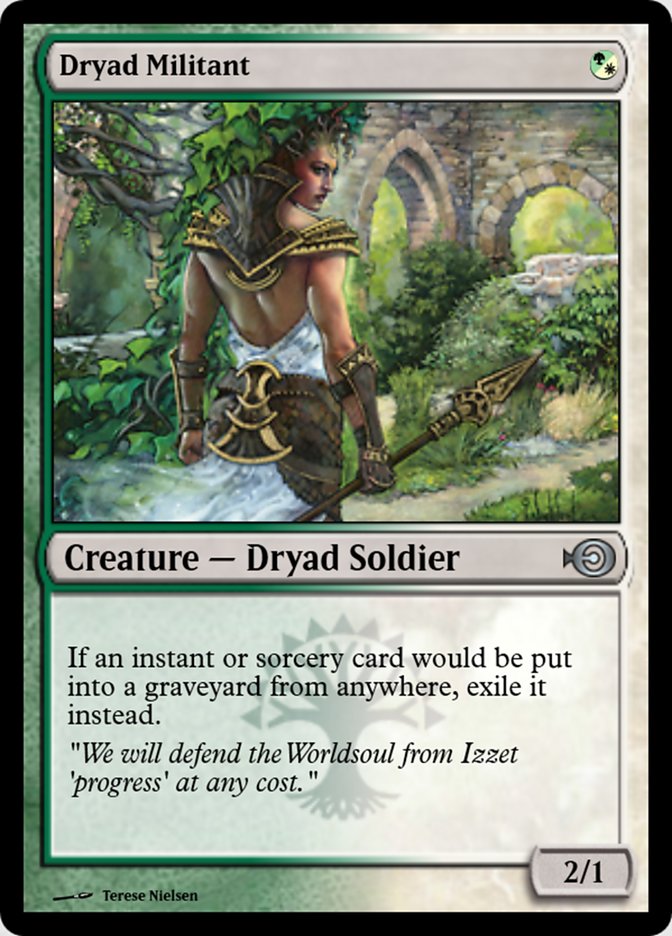 Dryad Militant
Creature — Dryad Soldier
If an instant or sorcery card would be put
into a graveyard from anywhere, exile it
instead.
"We will defend the Worldsoul from Izzet
'progress' at any cost."
2/1
Terese Nielsen